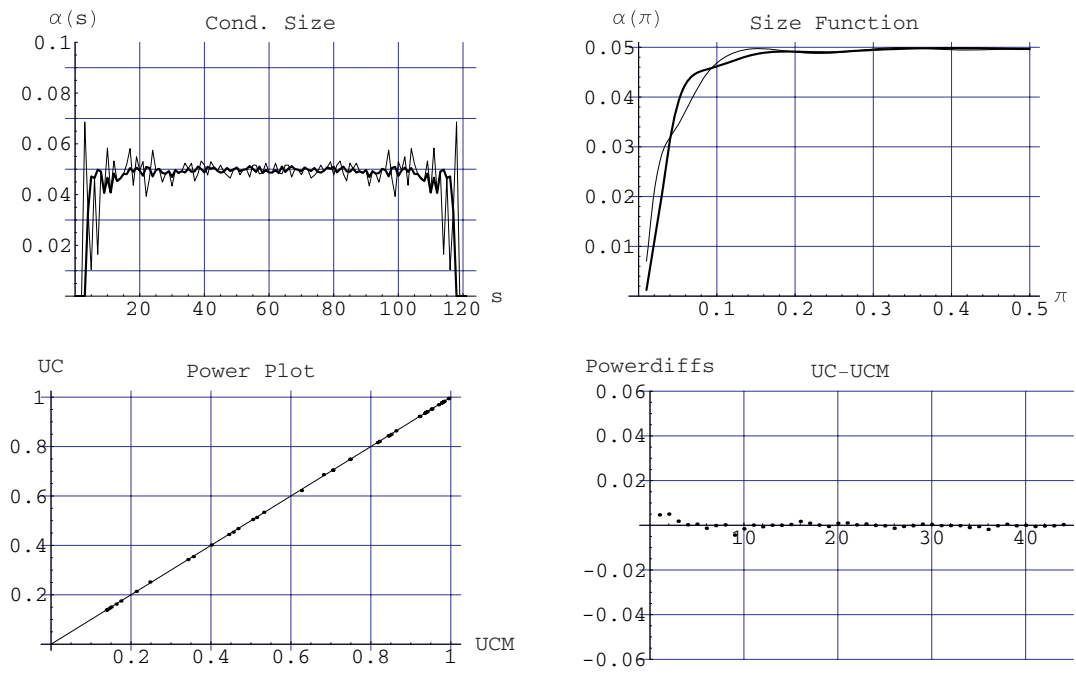 α(s)
Cond. Size
0.1
0.08
0.06
0.04
0.02
20 40 60 80 100 120
s
α(π)
Size Function
0.05
0.04
0.03
0.02
0.01
0.1 0.2 0.3 0.4 0.5
π
UC
Power Plot
1
0.8
0.6
0.4
0.2
0.2 0.4 0.6 0.8 1
UCM
Powerdiffs
UC-UCM
0.06
0.04
0.02
10 20 30 40
-0.02
-0.04
-0.06